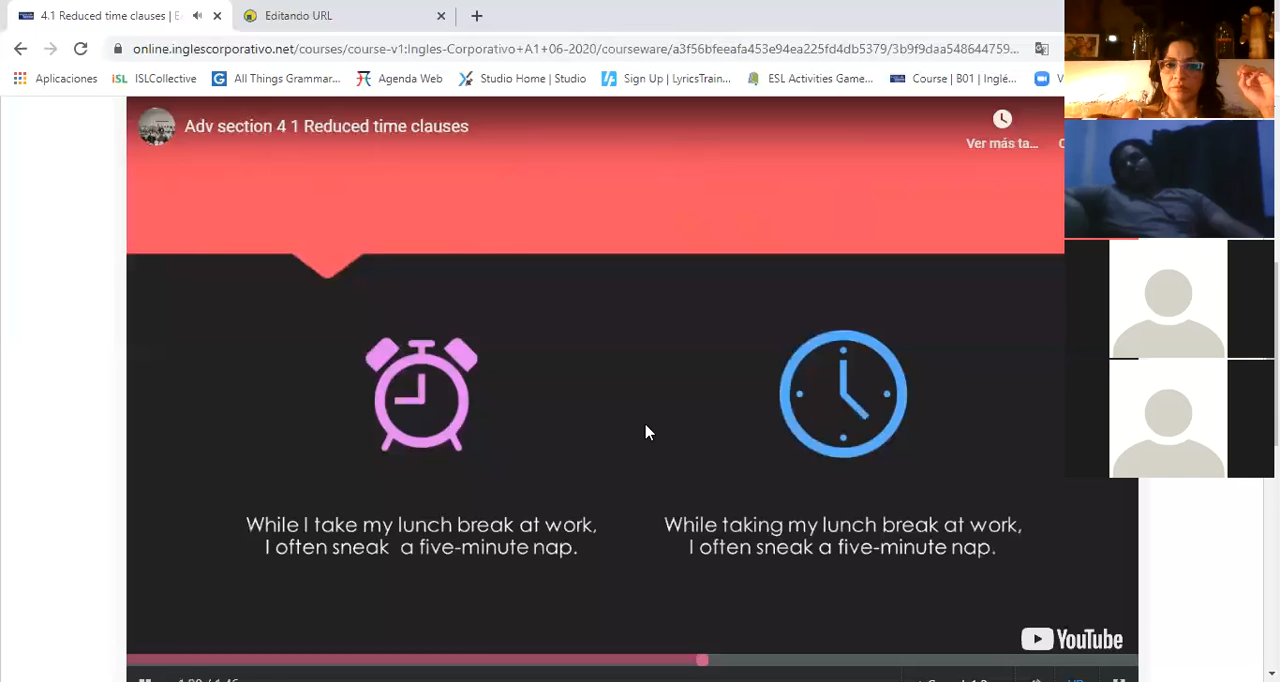 4.1 Reduced time clauses | E
Editando URL
online.inglescorporativo.net/courses/course-v1:Ingles-Corporativo+A1+06-2020/courseware/a3f56bfeeafa453e94ea225fd4db5379/3b9f9daa548644759...
Aplicaciones ISLCollective All Things Grammar... Agenda Web Studio Home | Studio Sign Up | LyricsTrain... ESL Activities Game... Course | B01 | Inglé... V
Adv section 4 1 Reduced time clauses
Ver más ta...
While I take my lunch break at work,
I often sneak a five-minute nap.
While taking my lunch break at work,
I often sneak a five-minute nap.
YouTube